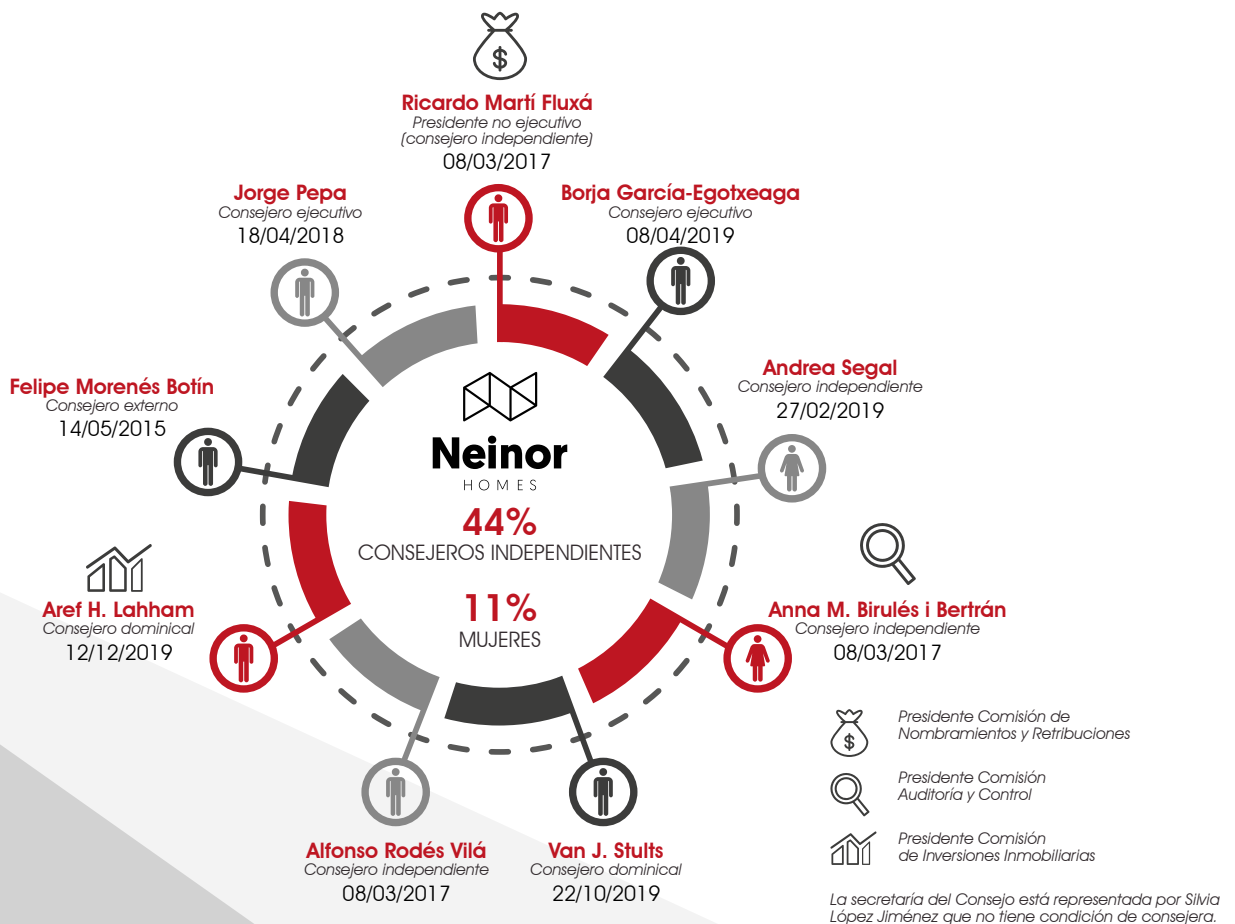 $
Ricardo Martí Fluxá
Presidente no ejecutivo
(consejero independiente)
08/03/2017
Jorge Pepa
Consejero ejecutivo
18/04/2018
Borja García-Egotxeaga
Consejero ejecutivo
08/04/2019
Felipe Morenés Botín
Consejero externo
14/05/2015
Andrea Segal
Consejero independiente
27/02/2019
Neinor
HOMES
44%
CONSEJEROS INDEPENDIENTES
11%
MUJERES
Aref H. Lahham
Consejero dominical
12/12/2019
Anna M. Birulés i Bertrán
Consejero independiente
08/03/2017
Alfonso Rodés Vilá
Consejero independiente
08/03/2017
Van J. Stults
Consejero dominical
22/10/2019
$
Presidente Comisión de
Nombramientos y Retribuciones
Presidente Comisión
Auditoría y Control
Presidente Comisión
de Inversiones Inmobiliarias
La secretaría del Consejo está representada por Silvia
López Jiménez que no tiene condición de consejera.